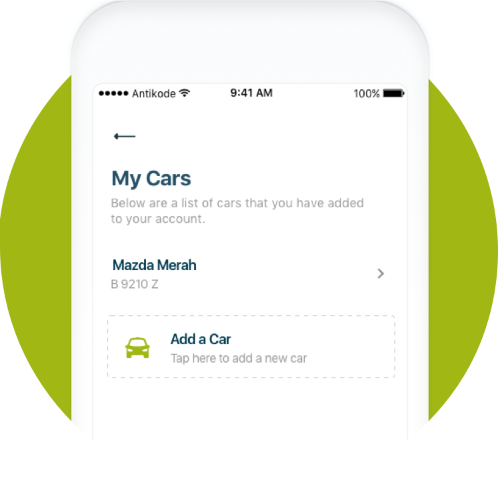 Antikode 9:41 AM 100%
My Cars
Below are a list of cars that you have added
to your account.
Mazda Merah
B 9210 Z
Add a Car
Tap here to add a new car